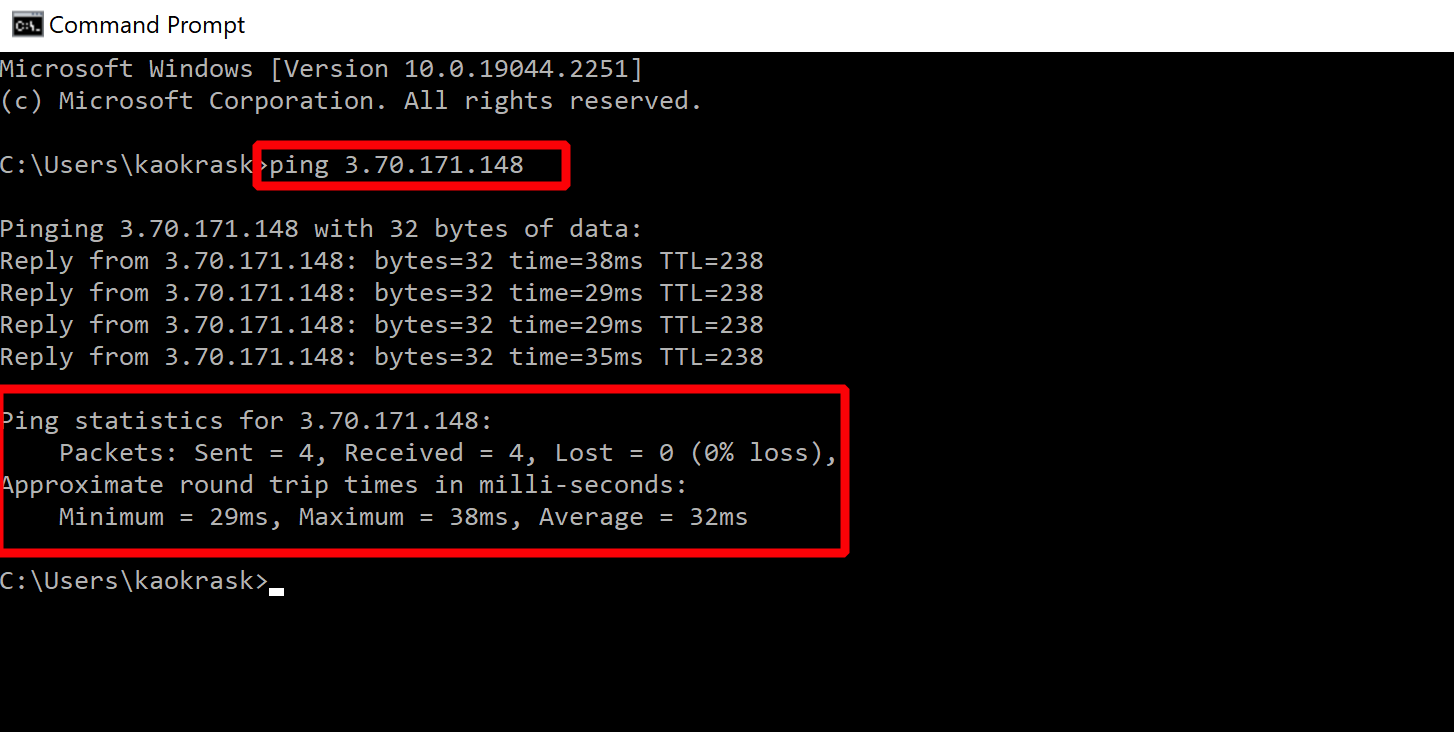 Command Prompt
Microsoft Windows [Version 10.0.19044.2251]
(c) Microsoft Corporation. All rights reserved.
C:\Users\kaokrask>ping 3.70.171.148
Pinging 3.70.171.148 with 32 bytes of data:
Reply from 3.70.171.148: bytes=32 time=38ms TTL=238
Reply from 3.70.171.148: bytes=32 time=29ms TTL=238
Reply from 3.70.171.148: bytes=32 time=29ms TTL=238
Reply from 3.70.171.148: bytes=32 time=35ms TTL=238
Ping statistics for 3.70.171.148:
    Packets: Sent = 4, Received = 4, Lost = 0 (0% loss),
Approximate round trip times in milli-seconds:
    Minimum = 29ms, Maximum = 38ms, Average = 32ms
C:\Users\kaokrask>